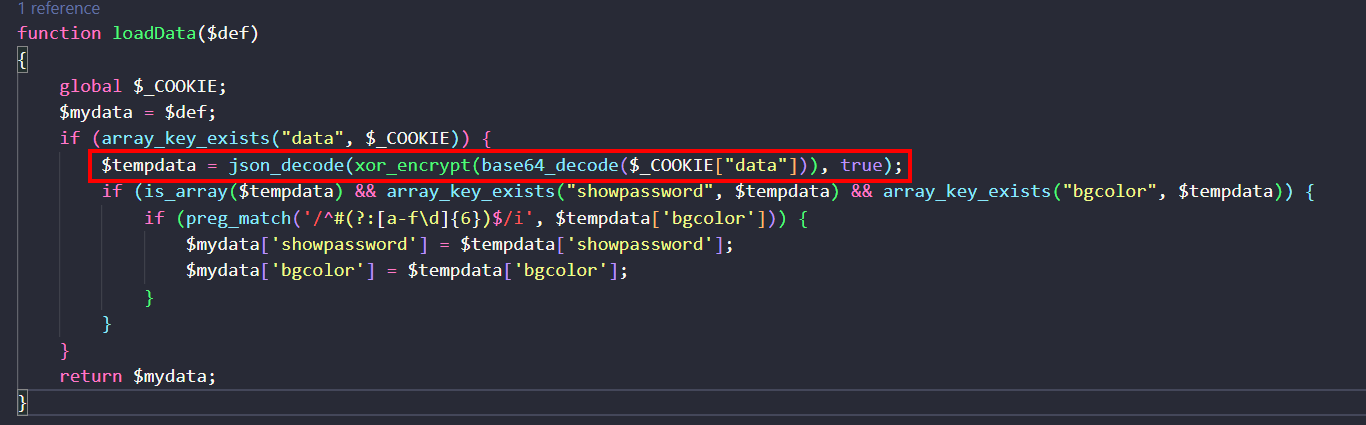 1 reference
function loadData($def)
{
    global $_COOKIE;
    $mydata = $def;
    if (array_key_exists("data", $_COOKIE)) {
        $tempdata = json_decode(xor_encrypt(base64_decode($_COOKIE["data"])), true);
        if (is_array($tempdata) && array_key_exists("showpassword", $tempdata) && array_key_exists("bgcolor", $tempdata)) {
            if (preg_match('/^#(?:[a-f\d]{6})$/i', $tempdata['bgcolor'])) {
                $mydata['showpassword'] = $tempdata['showpassword'];
                $mydata['bgcolor'] = $tempdata['bgcolor'];
            }
        }
    }
    return $mydata;
}